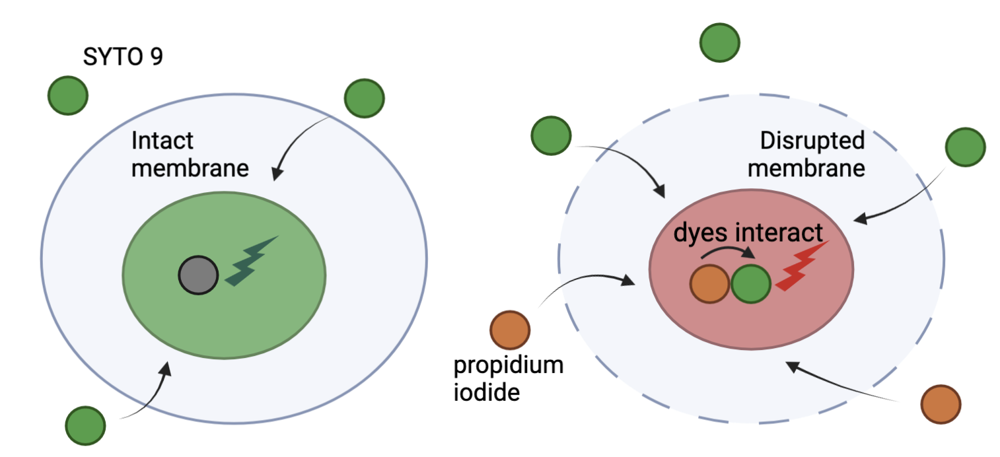 SYTO 9
Intact
membrane
Disrupted
membrane
dyes interact
propidium
iodide